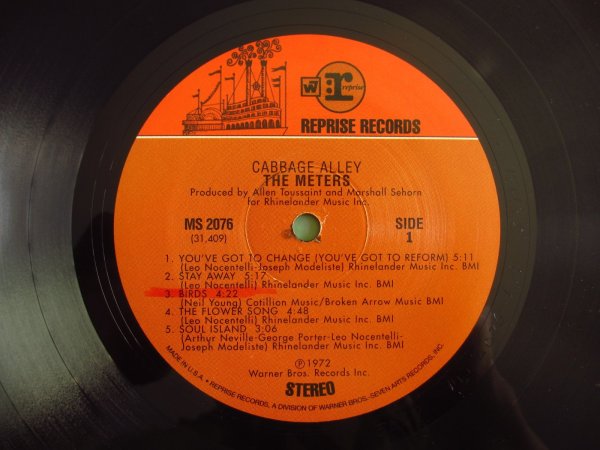 W r reprise
REPRISE RECORDS
CABBAGE ALLEY
THE METERS
Produced by Allen Toussaint and Marshall Sehorn
for Rhinelander Music Inc.
MS 2076
(31,409)
SIDE
1
1. YOU'VE GOT TO CHANGE (YOU'VE GOT TO REFORM) 5:11
(Leo Nocentelli-Joseph Madeliste) Rhinelander Music Inc. BMI
2. STAY AWAY 5:17
(Leo Nocentelli) Rhinelander Music Inc. BMI
3. BIRDS 4:22
(Neil Young) Cotillion Music/Broken Arrow Music BMI
4. THE FLOWER SONG 4:48
(Leo Nocentelli) Rhinelander Music Inc. BMI
5. SOUL ISLAND 3:06
(Arthur Neville-George Porter-Leo Nocentelli-
Joseph Madeliste) Rhinelander Music Inc. BMI
℗1972
Warner Bros. Records Inc.
STEREO
MADE IN U.S.A. • REPRISE RECORDS, A DIVISION OF WARNER BROS.-SEVEN ARTS RECORDS, INC.